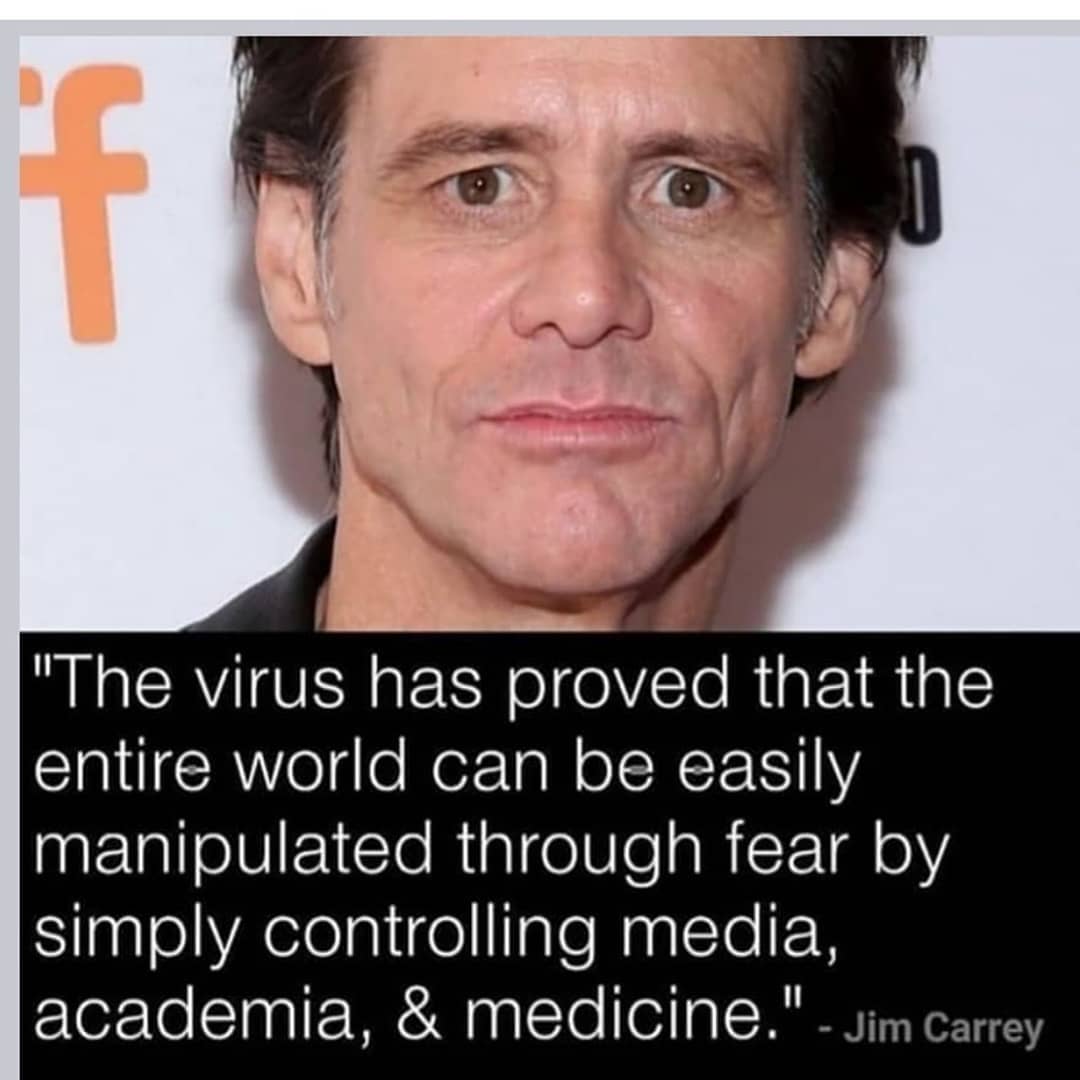 f
"The virus has proved that the
entire world can be easily
manipulated through fear by
simply controlling media,
academia, & medicine." - Jim Carrey